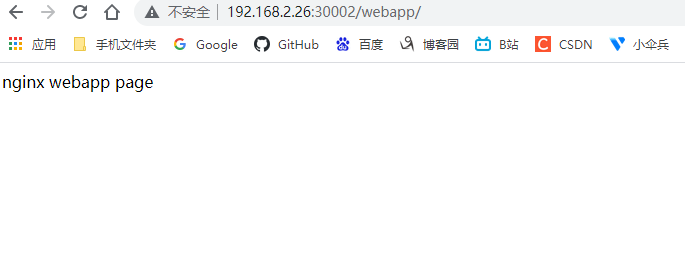 不安全 192.168.2.26:30002/webapp/
应用 手机文件夹 Google GitHub 百度 博客园 B站 CSDN 小伞兵
nginx webapp page